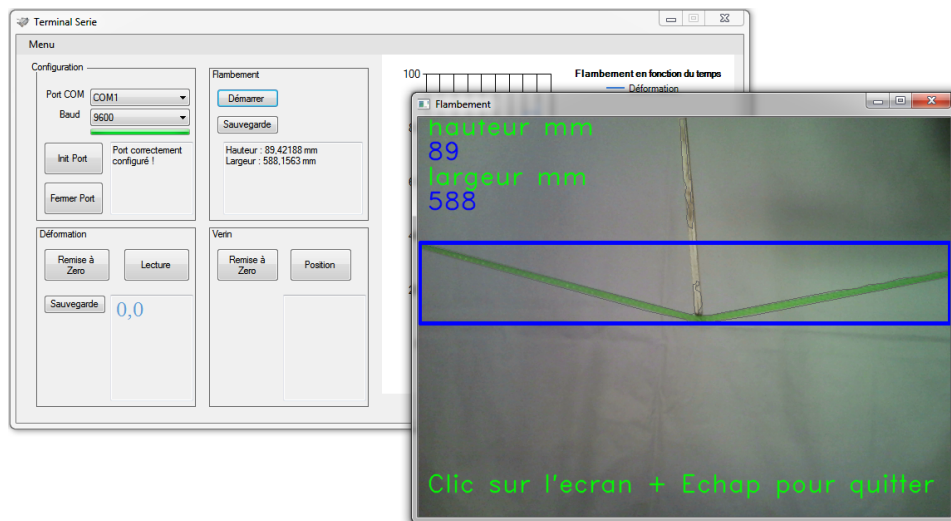 Terminal Serie
Menu
Configuration
Port COM
COM1
Baud
9600
Init Port
Port correctement
configuré !
Fermer Port
Flambement
Démarrer
Sauvegarde
Hauteur : 89,42188 mm
Largeur : 588,1563 mm
Déformation
Remise à
Zero
Lecture
Sauvegarde
0,0
Verin
Remise à
Zero
Position
100
Flambement en fonction du temps
Déformation
Flambement
hauteur mm
89
largeur mm
588
Clic sur l'ecran + Echap pour quitter